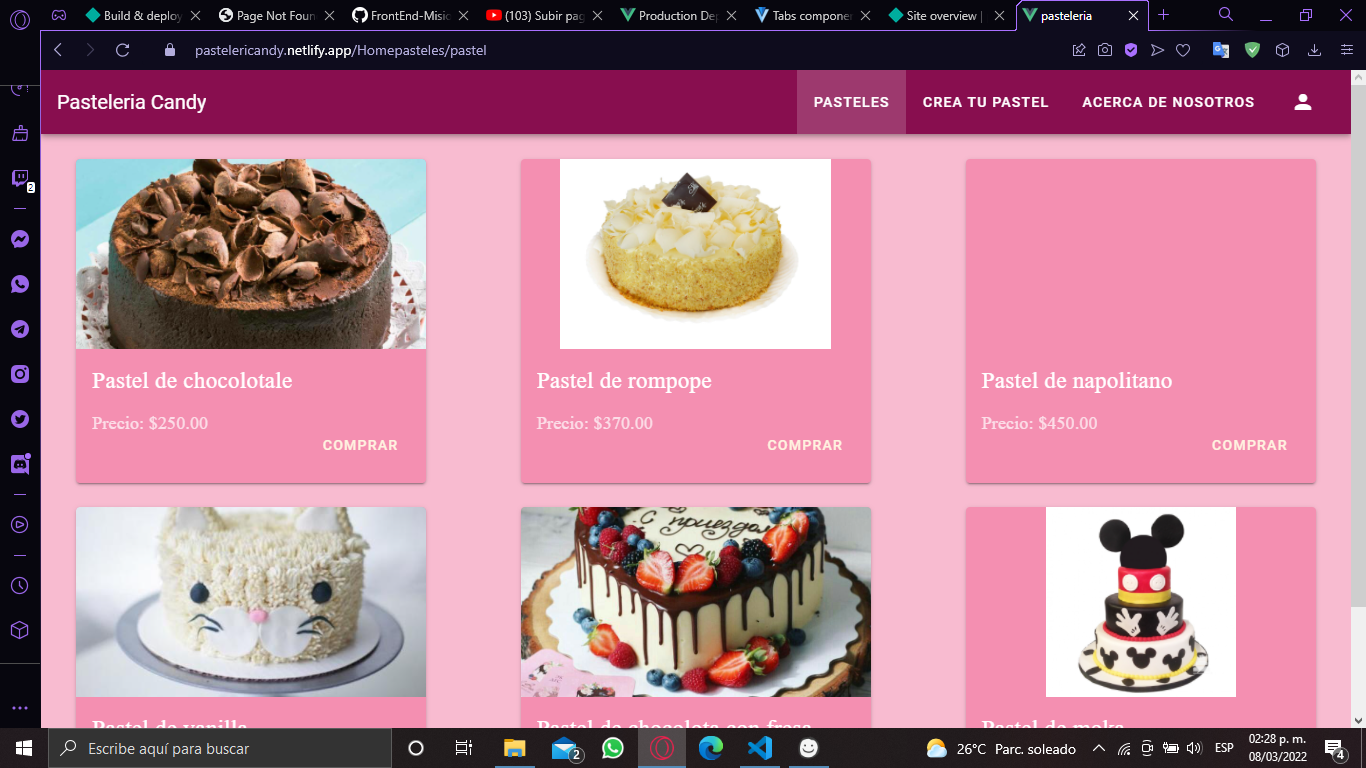 Build & deploy
Page Not Foun
FrontEnd-Misic
(103) Subir pag
Production Dep
Tabs componer
Site overview |
pasteleria
pastelericandy.netlify.app/Homepasteles/pastel
2
Pasteleria Candy
PASTELES
CREA TU PASTEL
ACERCA DE NOSOTROS
Pastel de chocolotale
Precio: $250.00
COMPRAR
Pastel de rompope
Precio: $370.00
COMPRAR
Pastel de napolitano
Precio: $450.00
COMPRAR
С приездом
Pastel de vanilla
Pastel de chocolota con fresa
Pastel de moka
Escribe aquí para buscar
2
26°C Parc. soleado
ESP
02:28 p. m.
08/03/2022
4